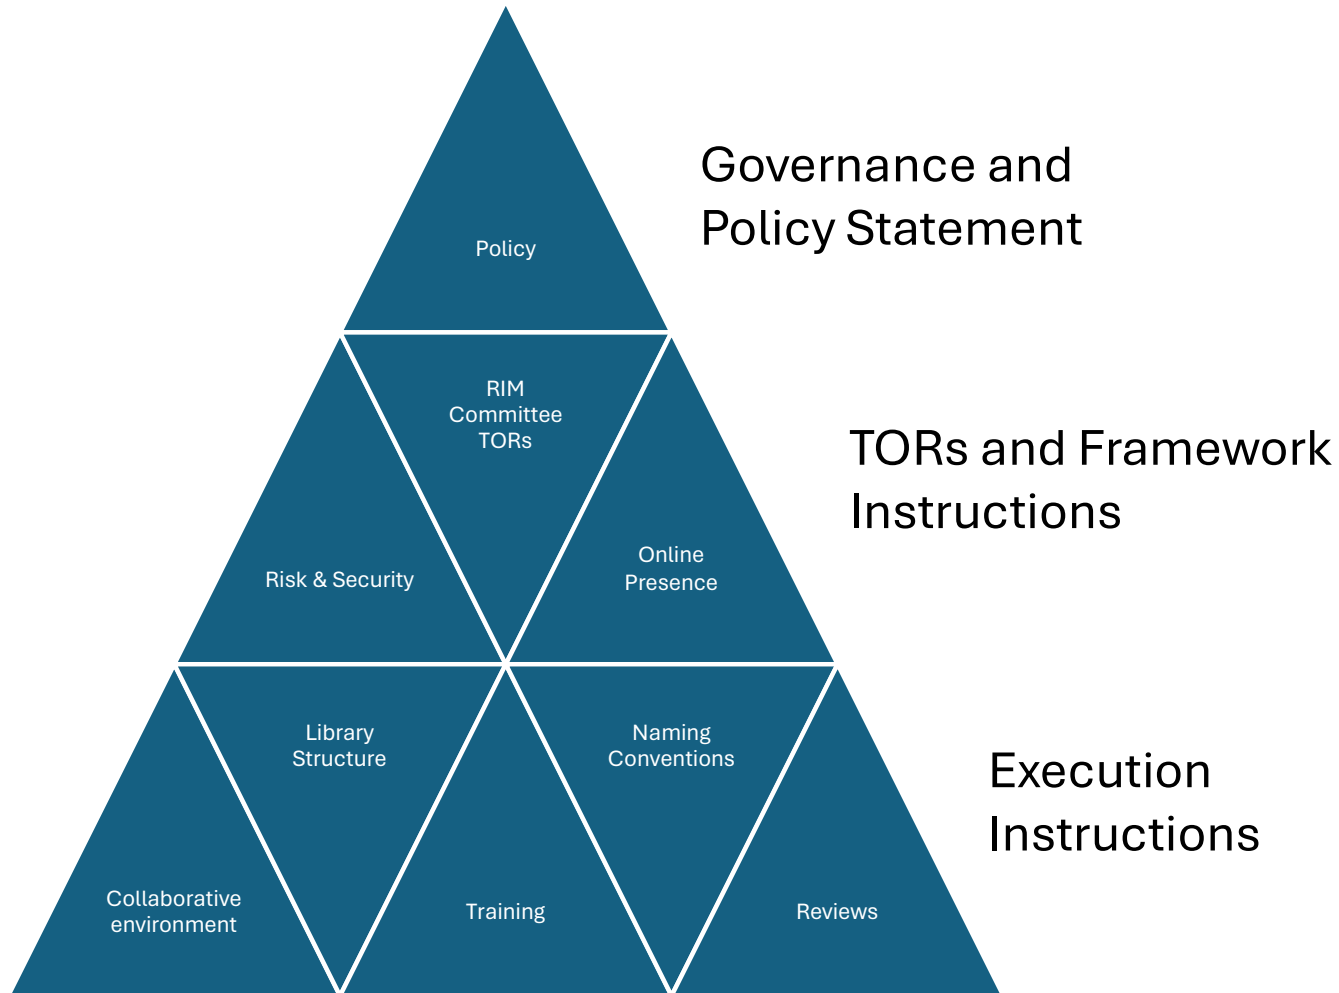 Governance and
Policy Statement
Policy
RIM
Committee
TORs
TORs and Framework
Instructions
Risk & Security
Online
Presence
Library
Structure
Naming
Conventions
Execution
Instructions
Collaborative
environment
Training
Reviews